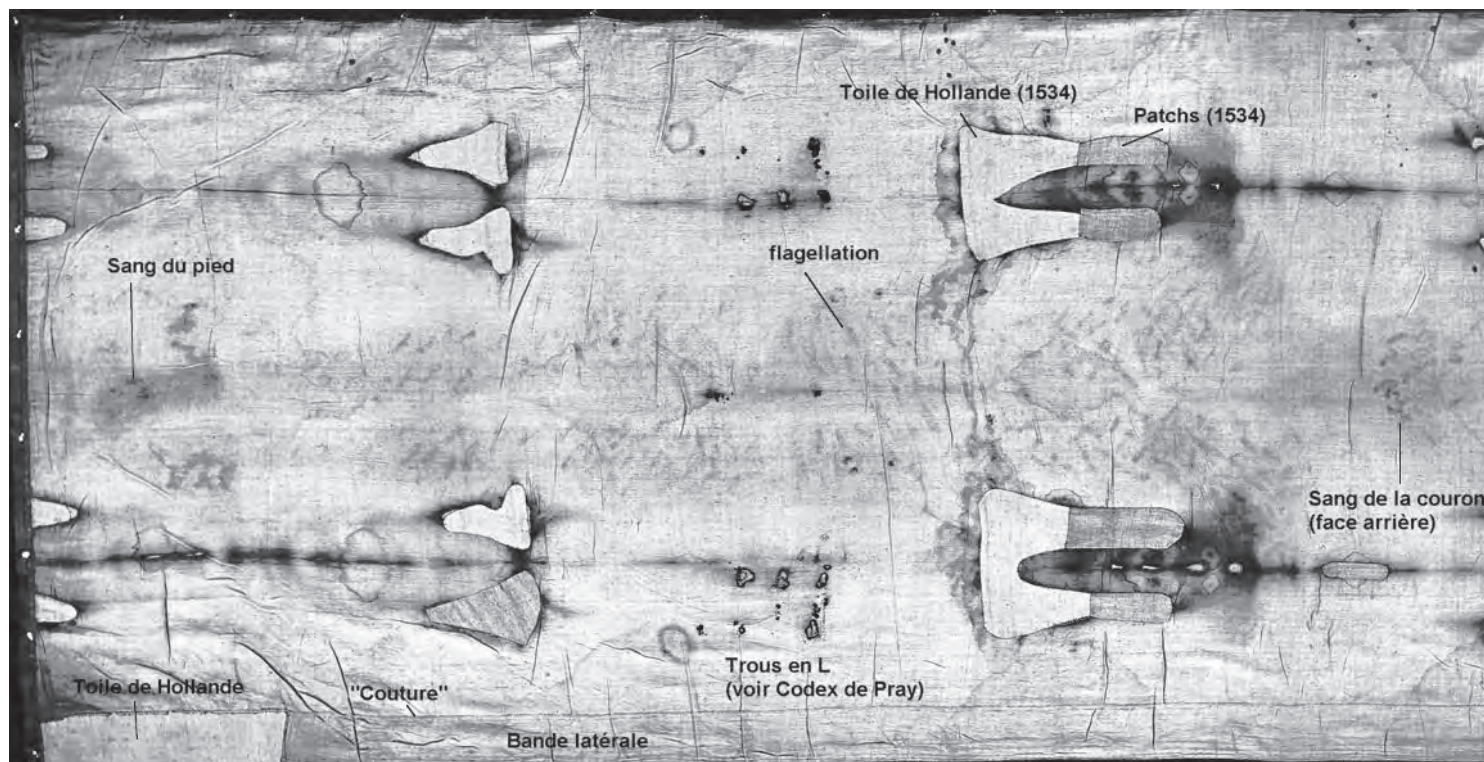 Toile de Hollande (1534)
Patchs (1534)
Sang du pied
flagellation
Sang de la couron
(face arrière)
Trous en L
(voir Codex de Pray)
Toile de Hollande
"Couture"
Bande latérale